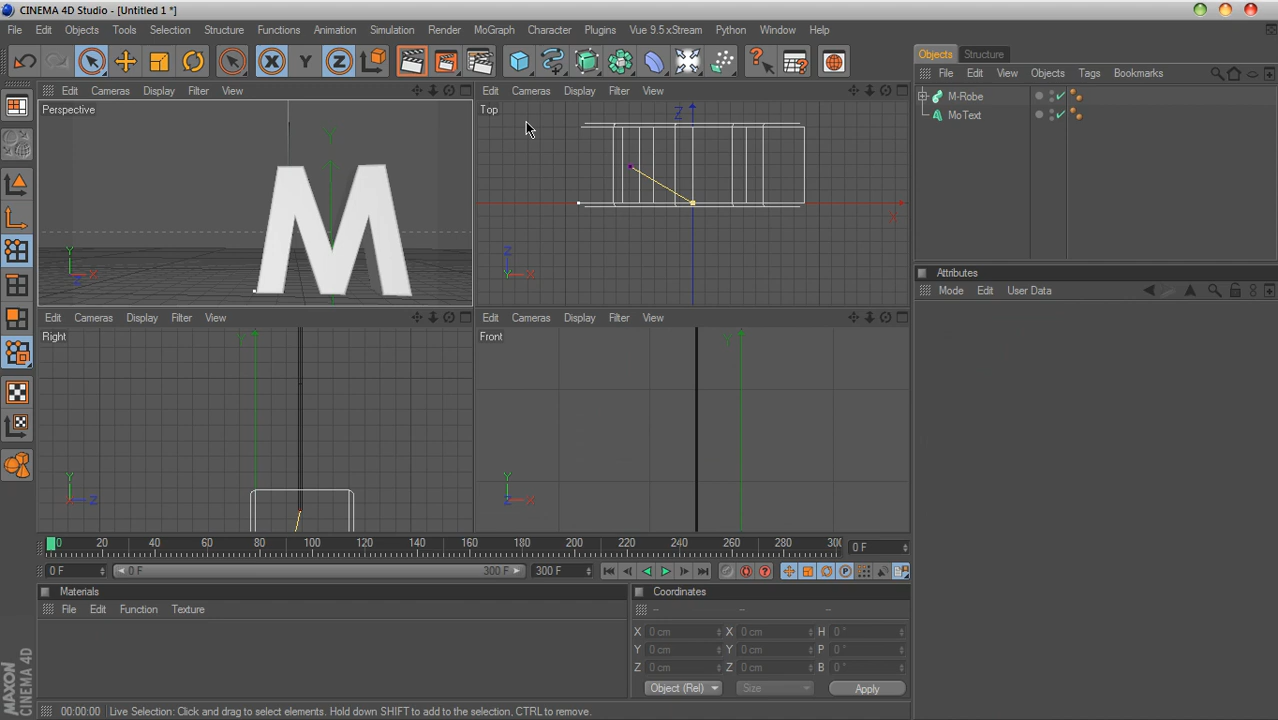 CINEMA 4D Studio - [Untitled 1 *]
File Edit Objects Tools Selection Structure Functions Animation Simulation Render MoGraph Character Plugins Vue 9.5 xStream Python Window Help
X Y Z
Objects Structure
File Edit View Objects Tags Bookmarks
M-Robe
MoText
Edit Cameras Display Filter View
Perspective
Y
X
Z
Edit Cameras Display Filter View
Top
Z
X
Z
Y X
M
Attributes
Mode Edit User Data
Edit Cameras Display Filter View
Right
Y
Y
X Z
Edit Cameras Display Filter View
Front
Y
Y
Z X
0 20 40 60 80 100 120 140 160 180 200 220 240 260 280 300 0 F
0 F 0 F 300 F 300 F
Materials
File Edit Function Texture
Coordinates
-- -- --
X 0 cm X 0 cm H 0 °
Y 0 cm Y 0 cm P 0 °
Z 0 cm Z 0 cm B 0 °
Object (Rel) Size Apply
MAXON
CINEMA 4D
00:00:00 Live Selection: Click and drag to select elements. Hold down SHIFT to add to the selection, CTRL to remove.